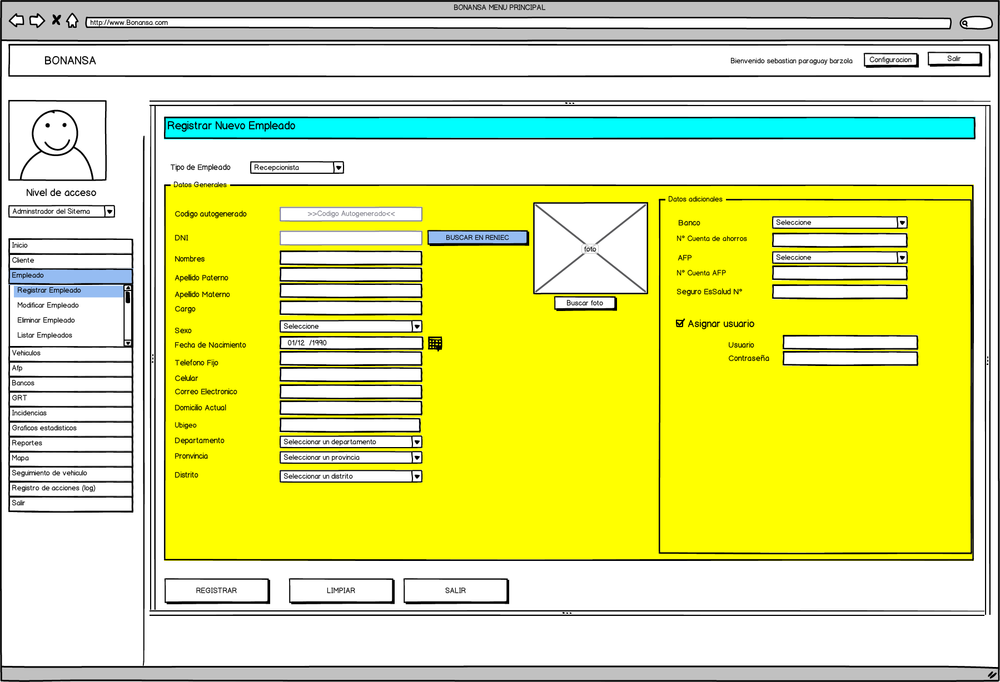 BONANSA MENU PRINCIPAL
http://www.Bonansa.com
BONANSA
Bienvenido sebastian paraguay barzola
Configuracion
Salir
Nivel de acceso
Adminstrador del Sitema
Inicio
Cliente
Empleado
Registrar Empleado
Modificar Empleado
Eliminar Empleado
Listar Empleados
Vehiculos
Afp
Bancos
GRT
Incidencias
Graficos estadisticos
Reportes
Mapa
Seguimiento de vehiculo
Registro de acciones (log)
Salir
Registrar Nuevo Empleado
Tipo de Empleado
Recepcionista
Datos Generales
Codigo autogenerado
>>Codigo Autogenerado<<
DNI
BUSCAR EN RENIEC
Nombres
Apellido Paterno
Apellido Materno
Cargo
Sexo
Seleccione
Fecha de Nacimiento
01/12 /1990
Telefono Fijo
Celular
Correo Electronico
Domicilio Actual
Ubigeo
Departamento
Seleccionar un departamento
Pronvincia
Seleccionar un provincia
Distrito
Seleccionar un distrito
foto
Buscar foto
Datos adicionales
Banco
Seleccione
Nº Cuenta de ahorros
AFP
Seleccione
Nº Cuenta AFP
Seguro EsSalud Nº
Asignar usuario
Usuario
Contraseña
REGISTRAR
LIMPIAR
SALIR